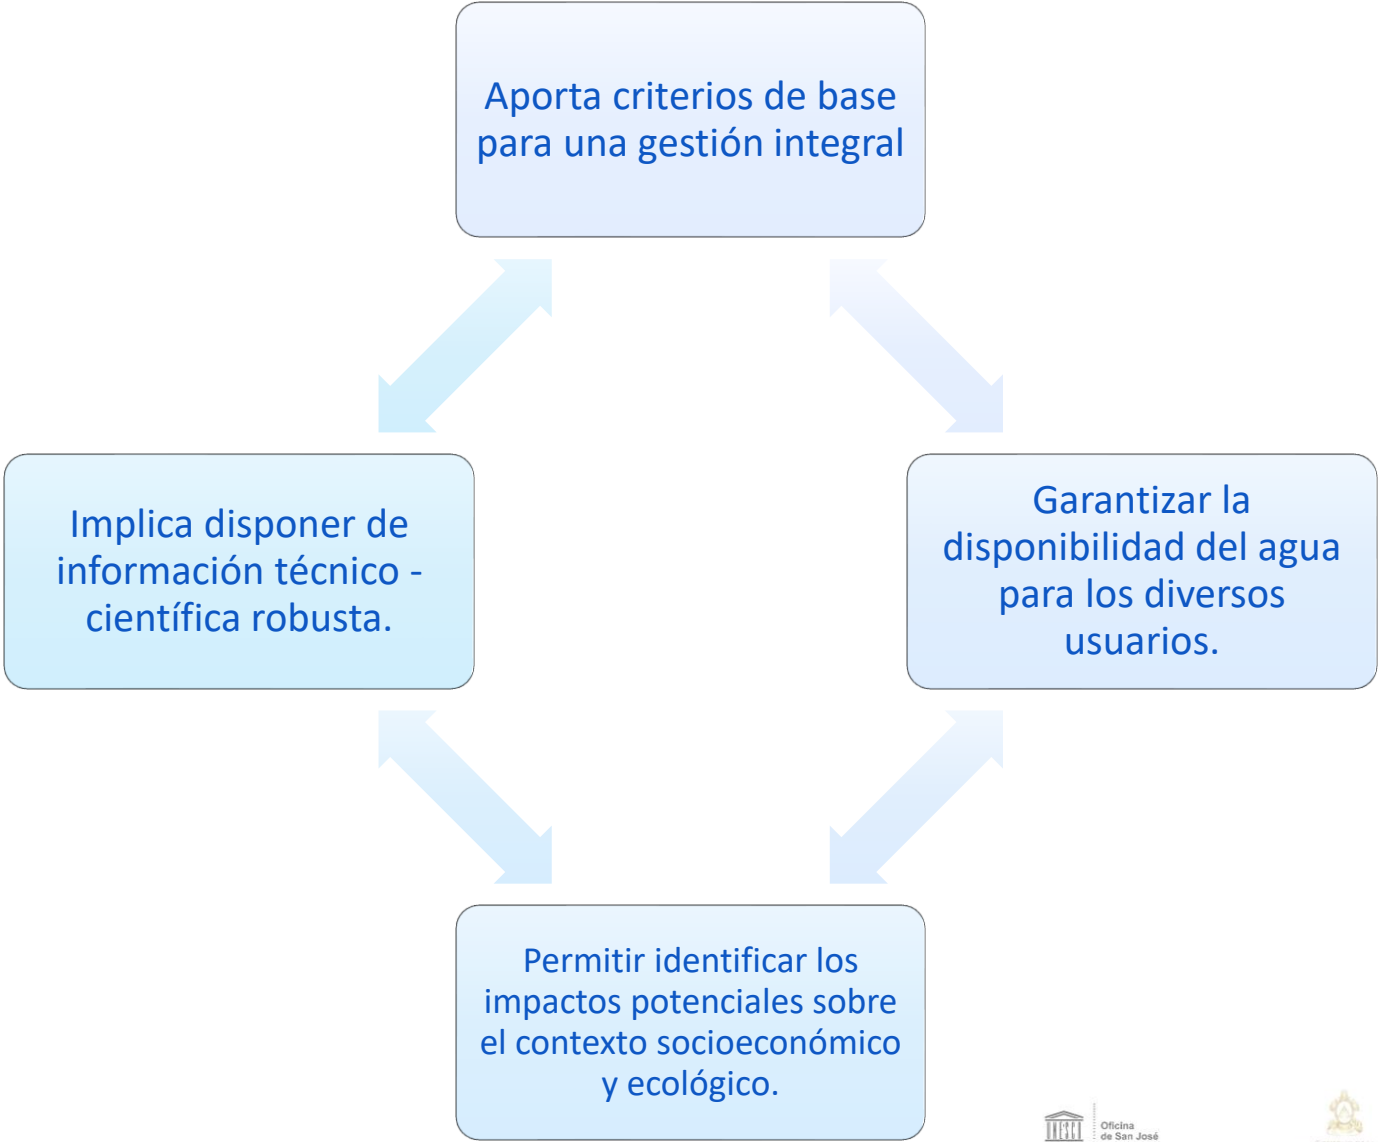 Aporta criterios de base
para una gestión integral
Implica disponer de
información técnico -
científica robusta.
Garantizar la
disponibilidad del agua
para los diversos
usuarios.
Permitir identificar los
impactos potenciales sobre
el contexto socioeconómico
y ecológico.
UNESCO
Oficina
de San José